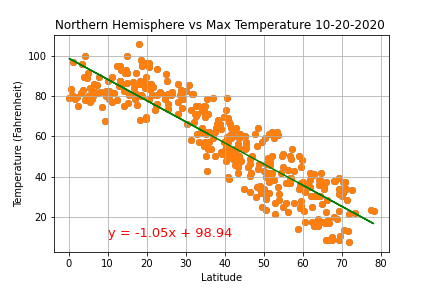 Northern Hemisphere vs Max Temperature 10-20-2020
Temperature (Fahrenheit)
100
80
60
40
20
y = -1.05x + 98.94
0 10 20 30 40 50 60 70 80
Latitude